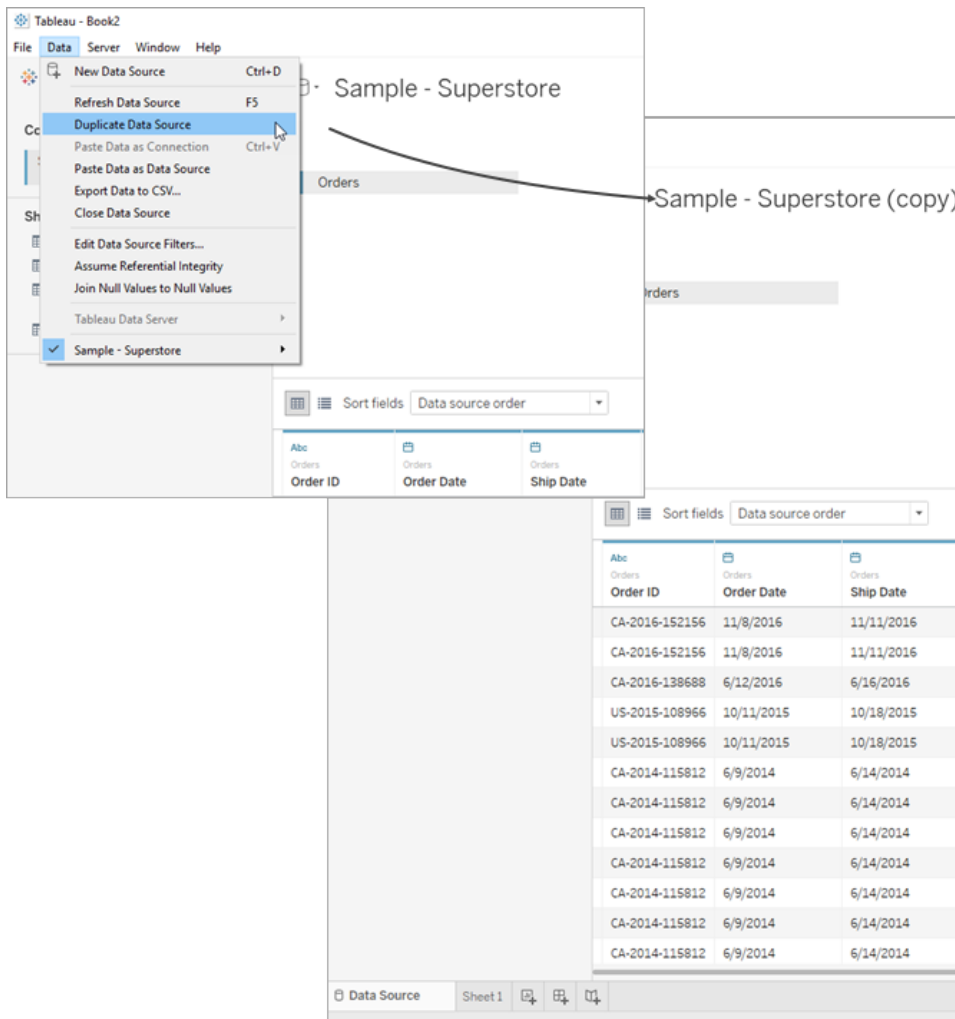 Tableau - Book2
File Data Server Window Help
New Data Source Ctrl+D
Refresh Data Source F5
Duplicate Data Source
Paste Data as Connection Ctrl+V
Paste Data as Data Source
Export Data to CSV...
Close Data Source
Edit Data Source Filters...
Assume Referential Integrity
Join Null Values to Null Values
Tableau Data Server
Sample - Superstore
Co
Sh
Sample - Superstore
Orders
Sort fields Data source order
Abc
Orders Orders Orders
Order ID Order Date Ship Date
Sample - Superstore (copy)
Orders
Sort fields Data source order
Abc
Orders Orders Orders
Order ID Order Date Ship Date
CA-2016-152156 11/8/2016 11/11/2016
CA-2016-152156 11/8/2016 11/11/2016
CA-2016-138688 6/12/2016 6/16/2016
US-2015-108966 10/11/2015 10/18/2015
US-2015-108966 10/11/2015 10/18/2015
CA-2014-115812 6/9/2014 6/14/2014
CA-2014-115812 6/9/2014 6/14/2014
CA-2014-115812 6/9/2014 6/14/2014
CA-2014-115812 6/9/2014 6/14/2014
CA-2014-115812 6/9/2014 6/14/2014
CA-2014-115812 6/9/2014 6/14/2014
CA-2014-115812 6/9/2014 6/14/2014
Data Source Sheet 1